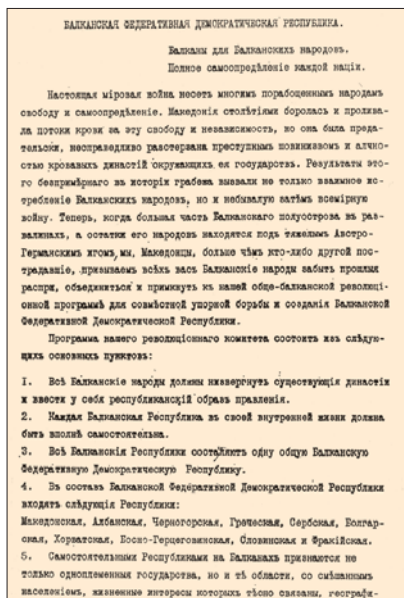 БАЛКАНСКАЯ ФЕДЕРАТИВНАЯ ДЕМОКРАТИЧЕСКАЯ РЕСПУБЛИКА.
Балканы для Балканскихъ народовъ.
Полное самоопредѣленіе каждой націи.
Настоящая міровая война несетъ многимъ порабощеннымъ народамъ
свободу и самоопредѣленіе. Македонія столѣтіями боролась и пролива-
ла потоки крови за эту свободу и независимость, но она была преда-
тельски, несправедливо разтерзана преступнымъ шовинизмомъ и алчно-
стью кровавыхъ династій окружающихъ ея государствъ. Результаты это-
го безпримѣрнаго въ исторіи грабежа вызвали не только взаимное ис-
требленіе Балканскихъ народовъ, но и небывалую затѣмъ всемірную
войну. Теперь, когда большая часть Балканскаго полуострова въ раз-
валинахъ, а остатки его народовъ находятся подъ тяжелымъ Австро-
Германскимъ игомъ, мы, Македонцы, больше чѣмъ кто-либо другой пос-
традавшіе, призываемъ всѣхъ васъ Балканскіе народы забыть прошлыя
распри, объединиться и примкнуть къ нашей обще-балканской революці-
онной программѣ для совмѣстной упорной борьбы и созданія Балканской
Федеративной Демократической Республики.
Программа нашего революціоннаго комитета состоитъ изъ слѣдую-
щихъ основныхъ пунктовъ:
I. Всѣ Балканскіе народы должны низвергнуть существующія династіи
и ввести у себя республиканскій образъ правленія.
2. Каждая Балканская Республика въ своей внутренней жизни должна
быть вполнѣ самостоятельна.
3. Всѣ Балканскія Республики составляютъ одну общую Балканскую
Федеративную Демократическую Республику.
4. Въ составъ Балканской Федеративной Демократической Республики
входятъ слѣдующія Республики:
Македонская, Албанская, Черногорская, Греческая, Сербская, Болгар-
ская, Хорватская, Босно-Герцеговинская, Словинская и Фракійская.
5. Самостоятельными Республиками на Балканахъ признаются не
только одноплеменныя государства, но и тѣ области, со смѣшаннымъ
населеніемъ, жизненные интересы которыхъ тѣсно связаны, географи-